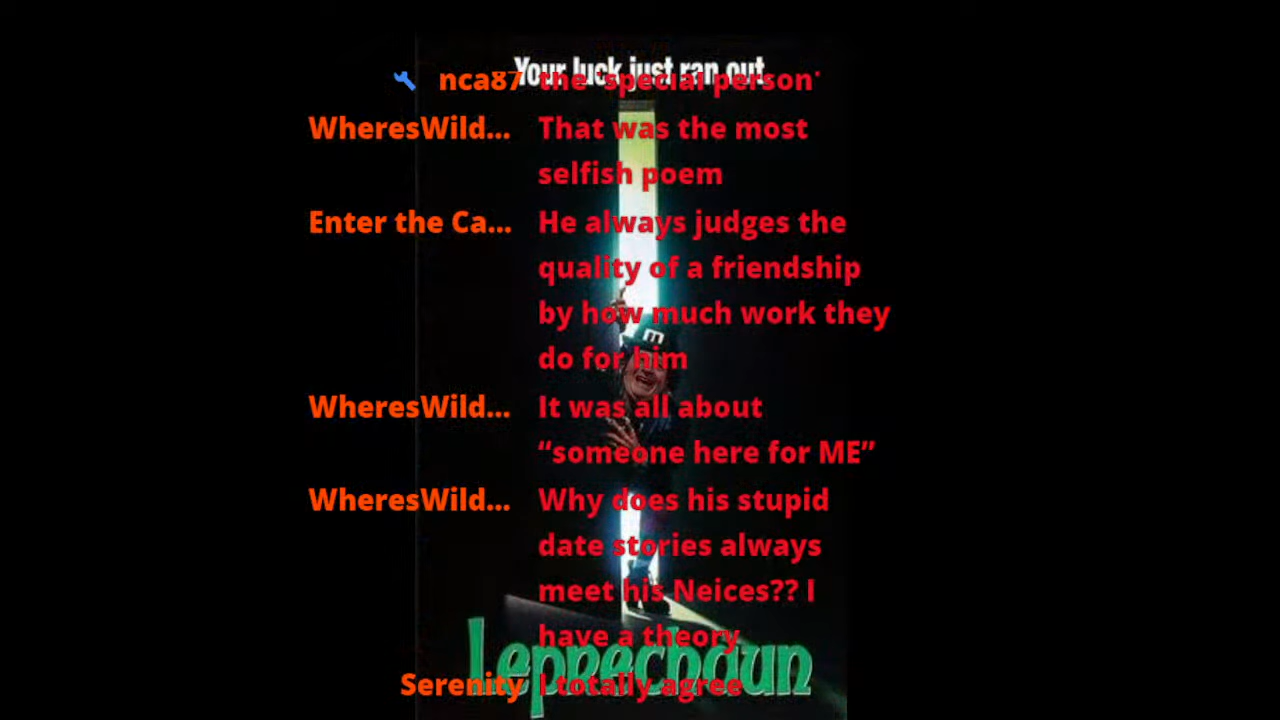 Your luck just ran out.
nca87 the 'special person'
WheresWild... That was the most
selfish poem
Enter the Ca... He always judges the
quality of a friendship
by how much work they
do for him
WheresWild... It was all about
“someone here for ME”
WheresWild... Why does his stupid
date stories always
meet his Neices?? I
have a theory
Leprechaun
Serenity I totally agree